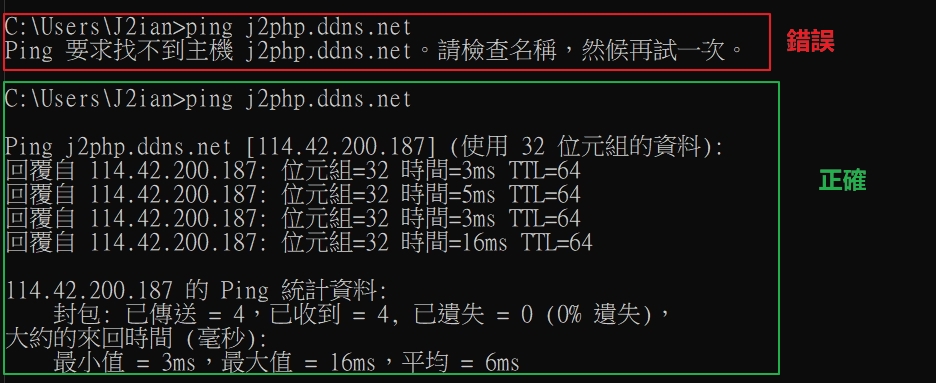 C:\Users\J2ian>ping j2php.ddns.net
Ping 要求找不到主機 j2php.ddns.net。請檢查名稱，然候再試一次。
錯誤
C:\Users\J2ian>ping j2php.ddns.net
Ping j2php.ddns.net [114.42.200.187] (使用 32 位元組的資料):
回覆自 114.42.200.187: 位元組=32 時間=3ms TTL=64
回覆自 114.42.200.187: 位元組=32 時間=5ms TTL=64
正確
回覆自 114.42.200.187: 位元組=32 時間=3ms TTL=64
回覆自 114.42.200.187: 位元組=32 時間=16ms TTL=64
114.42.200.187 的 Ping 統計資料:
封包: 已傳送 = 4，已收到 = 4, 已遺失 = 0 (0% 遺失)，
大約的來回時間 (毫秒):
最小值 = 3ms，最大值 = 16ms，平均 = 6ms